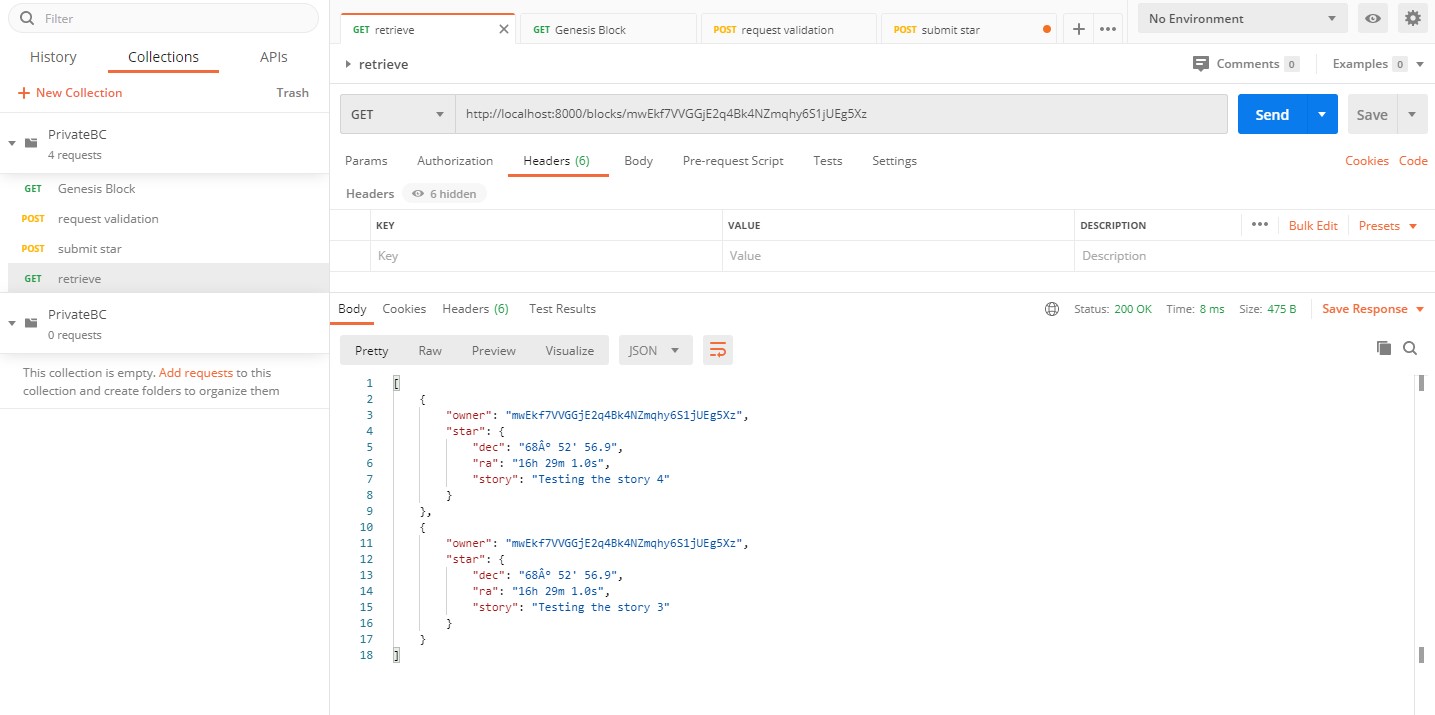 Filter
GET retrieve
GET Genesis Block
POST request validation
POST submit star
No Environment
History Collections APIs
retrieve
Comments 0 Examples 0
New Collection Trash
GET http://localhost:8000/blocks/mwEkf7VVGGjE2q4Bk4NZmqhy6S1jUEg5Xz Send Save
PrivateBC
4 requests
Params Authorization Headers (6) Body Pre-request Script Tests Settings Cookies Code
GET Genesis Block
Headers 6 hidden
POST request validation
KEY VALUE DESCRIPTION Bulk Edit Presets
POST submit star
Key Value Description
GET retrieve
PrivateBC
0 requests
This collection is empty. Add requests to this
collection and create folders to organize them
Body Cookies Headers (6) Test Results Status: 200 OK Time: 8 ms Size: 475 B Save Response
Pretty Raw Preview Visualize JSON
1 [
2 {
3 "owner": "mwEkf7VVGGjE2q4Bk4NZmqhy6S1jUEg5Xz",
4 "star": {
5 "dec": "68Âº 52' 56.9",
6 "ra": "16h 29m 1.0s",
7 "story": "Testing the story 4"
8 }
9 },
10 {
11 "owner": "mwEkf7VVGGjE2q4Bk4NZmqhy6S1jUEg5Xz",
12 "star": {
13 "dec": "68Âº 52' 56.9",
14 "ra": "16h 29m 1.0s",
15 "story": "Testing the story 3"
16 }
17 }
18 ]